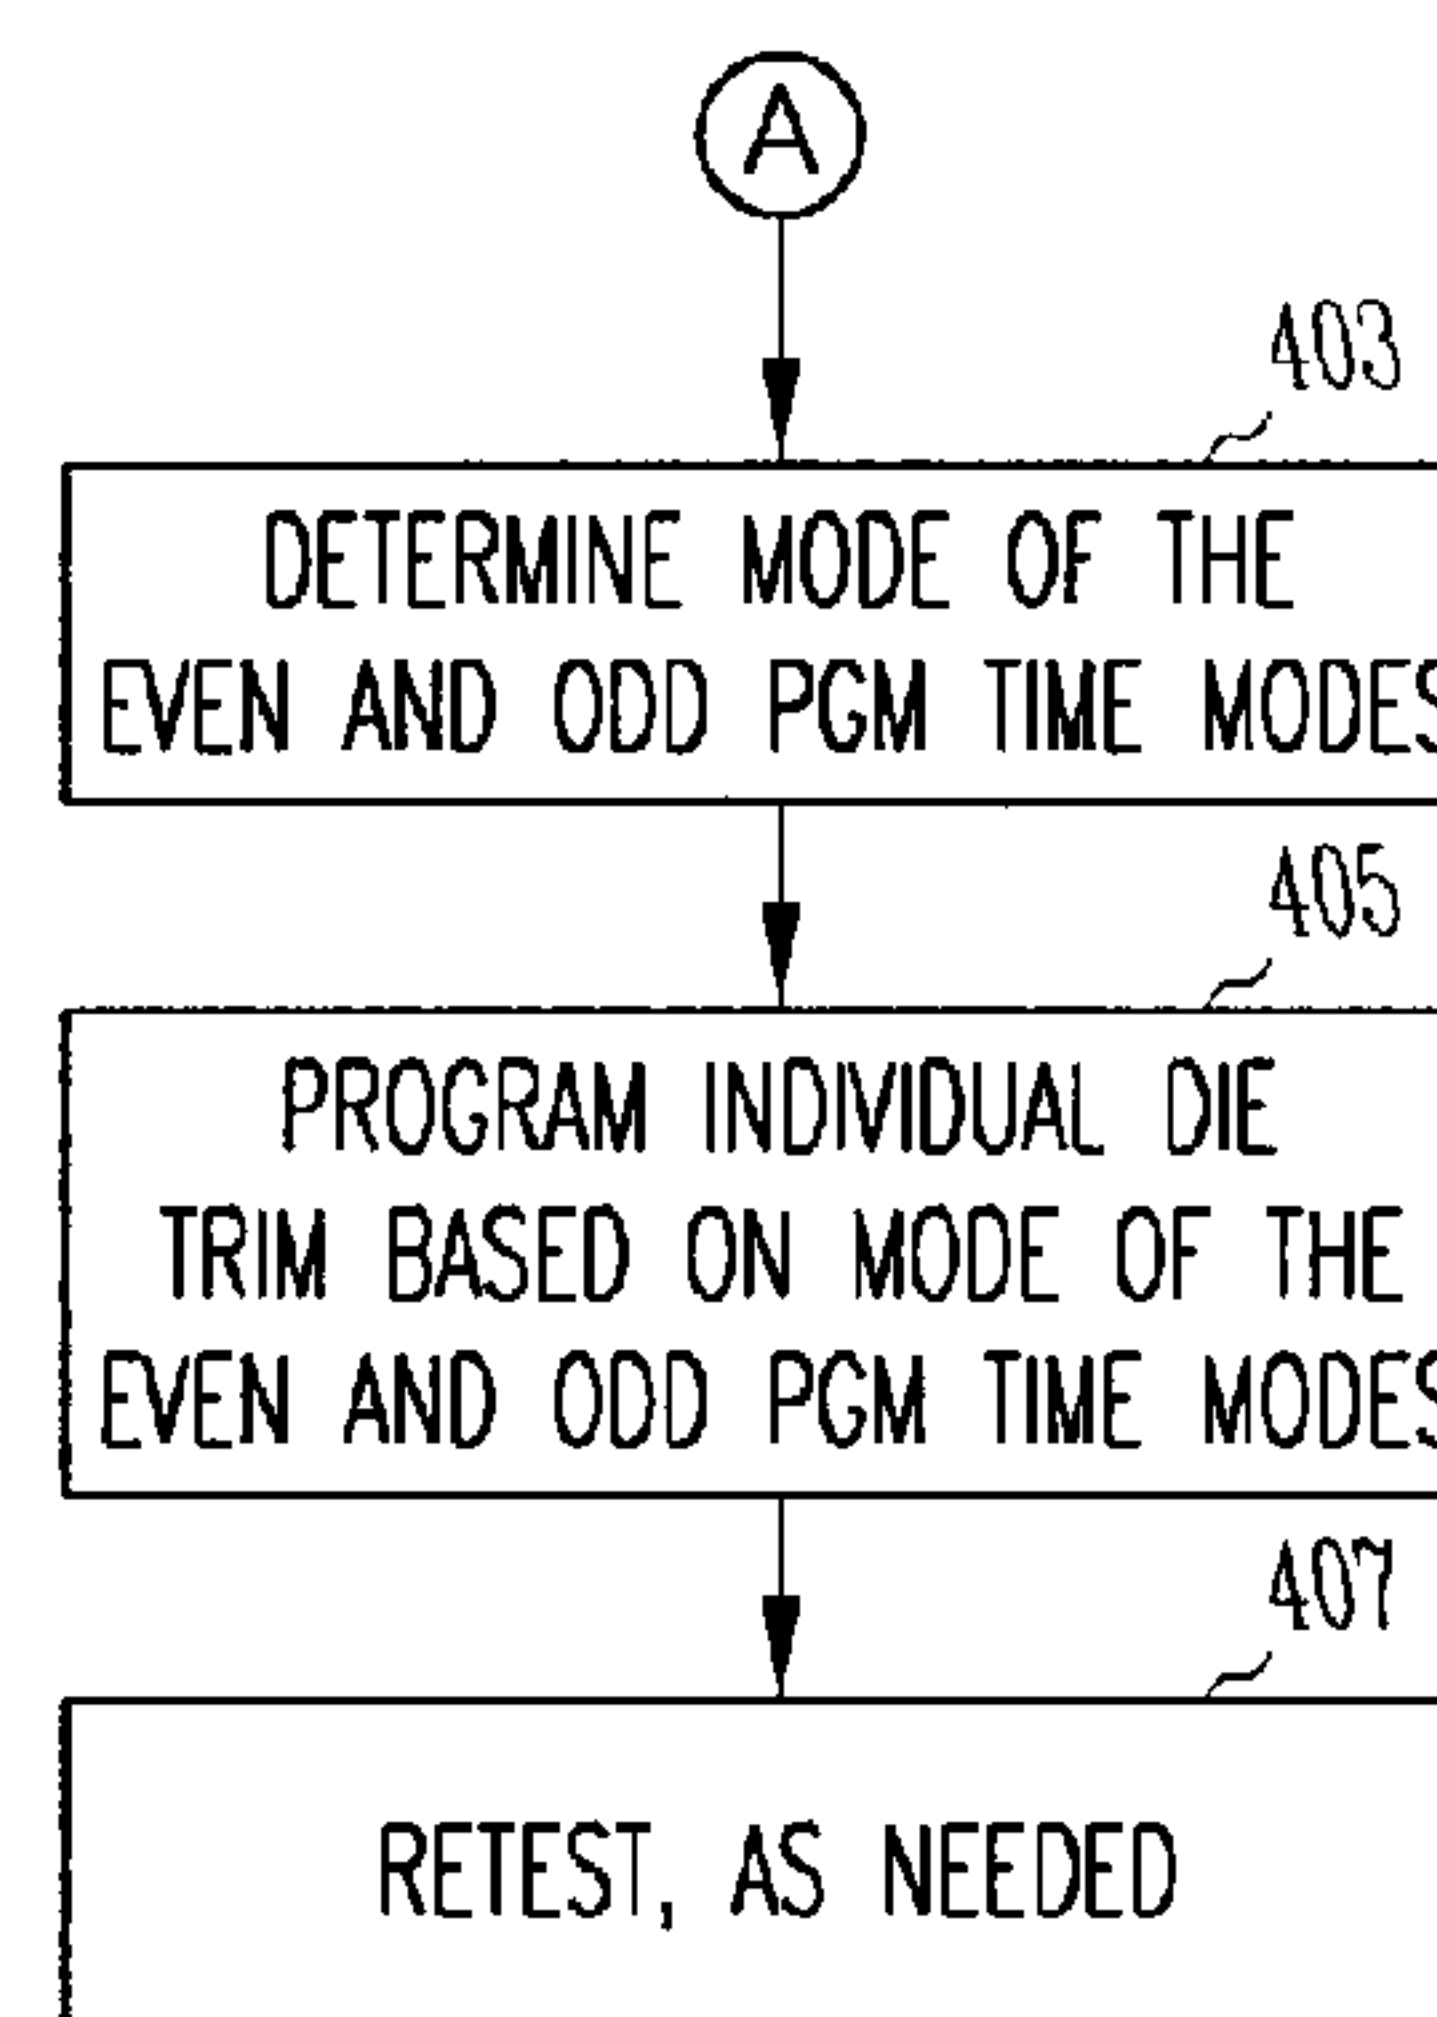 A
403
DETERMINE MODE OF THE
EVEN AND ODD PGM TIME MODES
405
PROGRAM INDIVIDUAL DIE
TRIM BASED ON MODE OF THE
EVEN AND ODD PGM TIME MODES
407
RETEST, AS NEEDED